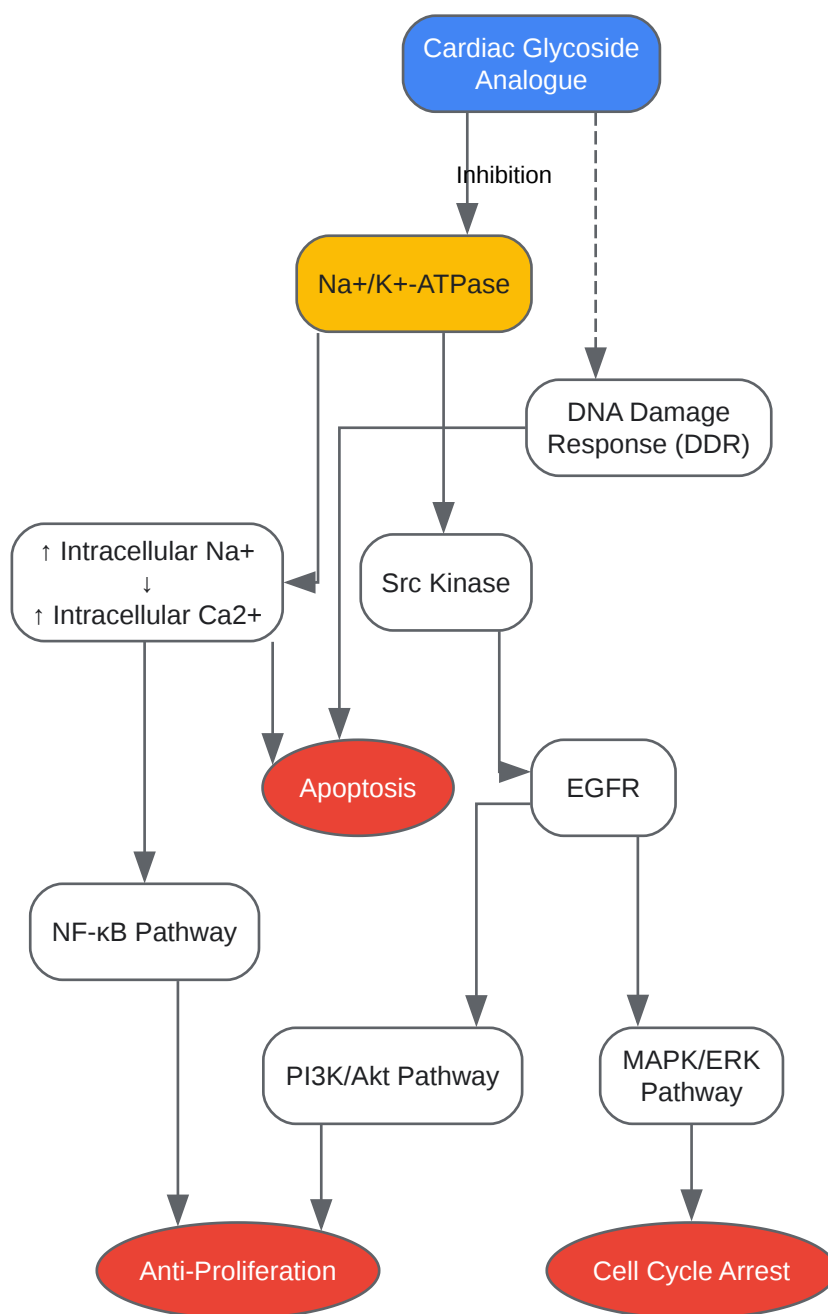 Cardiac Glycoside
Analogue
Inhibition
Na+/K+-ATPase
DNA Damage
Response (DDR)
↑ Intracellular Na+
↓
↑ Intracellular Ca2+
Src Kinase
Apoptosis
EGFR
NF-κB Pathway
PI3K/Akt Pathway
MAPK/ERK
Pathway
Anti-Proliferation
Cell Cycle Arrest